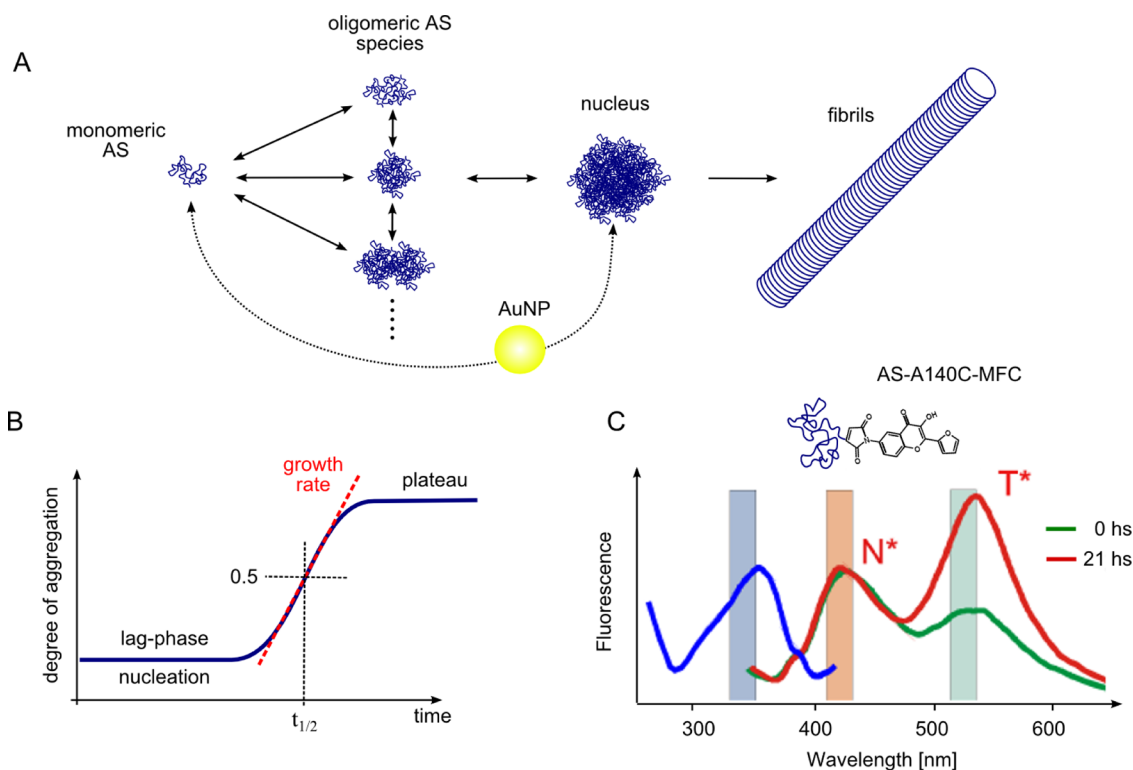 A
oligomeric AS
species
monomeric
AS
nucleus
fibrils
AuNP
B
degree of aggregation
growth
rate
plateau
0.5
lag-phase
nucleation
t1/2
time
C
AS-A140C-MFC
O
OH
N
O
O
O
O
Fluorescence
N*
T*
0 hs
21 hs
300
400
500
600
Wavelength [nm]